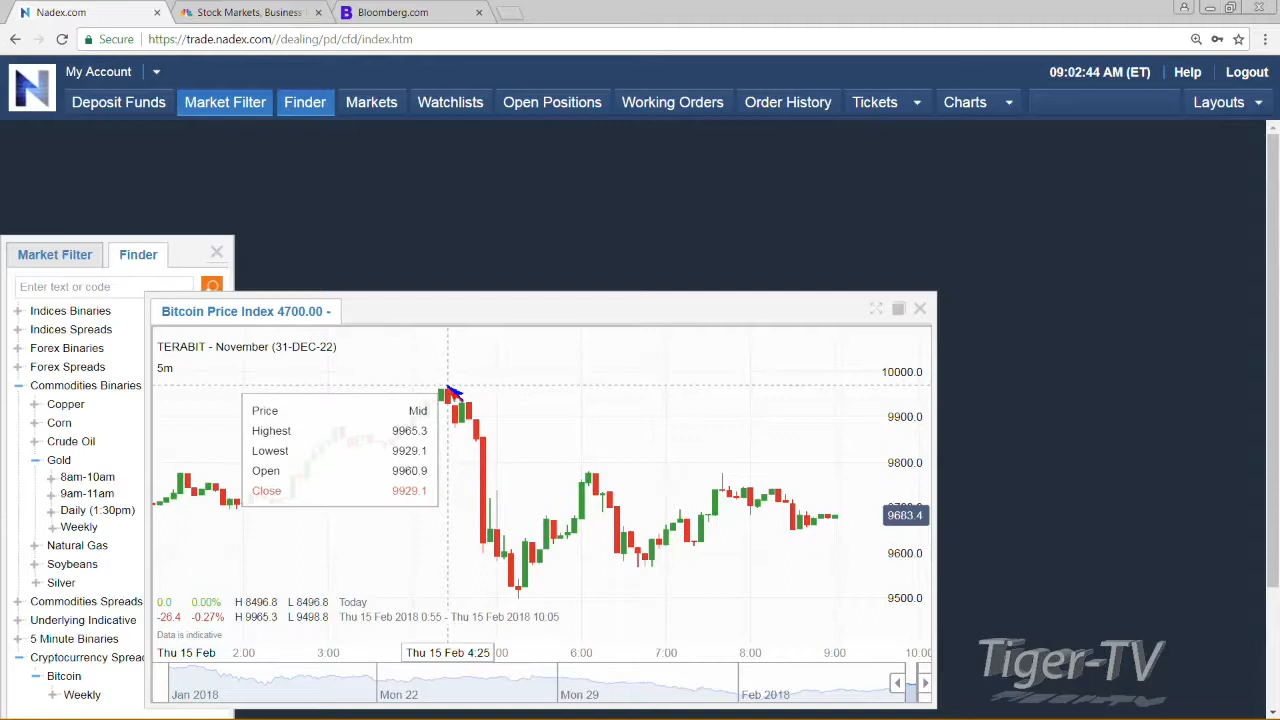 Nadex.com
Stock Markets, Business
Bloomberg.com
Secure
https://trade.nadex.com//dealing/pd/cfd/index.htm
My Account
09:02:44 AM (ET)
Help
Logout
Deposit Funds
Market Filter
Finder
Markets
Watchlists
Open Positions
Working Orders
Order History
Tickets
Charts
Layouts
Market Filter
Finder
Enter text or code
Indices Binaries
Indices Spreads
Forex Binaries
Forex Spreads
Commodities Binaries
Copper
Corn
Crude Oil
Gold
8am-10am
9am-11am
Daily (1:30pm)
Weekly
Natural Gas
Soybeans
Silver
Commodities Spreads
Underlying Indicative
5 Minute Binaries
Cryptocurrency Sprea
Bitcoin
Weekly
Bitcoin Price Index 4700.00 -
TERABIT - November (31-DEC-22)
5m
Price Mid
Highest 9965.3
Lowest 9929.1
Open 9960.9
Close 9929.1
10000.0
9900.0
9800.0
9683.4
9600.0
9500.0
0.0 0.00% H 8496.8 L 8496.8 Today
-26.4 -0.27% H 9965.3 L 9498.8 Thu 15 Feb 2018 0:55 - Thu 15 Feb 2018 10:05
Data is indicative
Thu 15 Feb 2:00 3:00 Thu 15 Feb 4:25 :00 6:00 7:00 8:00 9:00 10:00
Jan 2018 Mon 22 Mon 29 Feb 2018
Tiger-TV